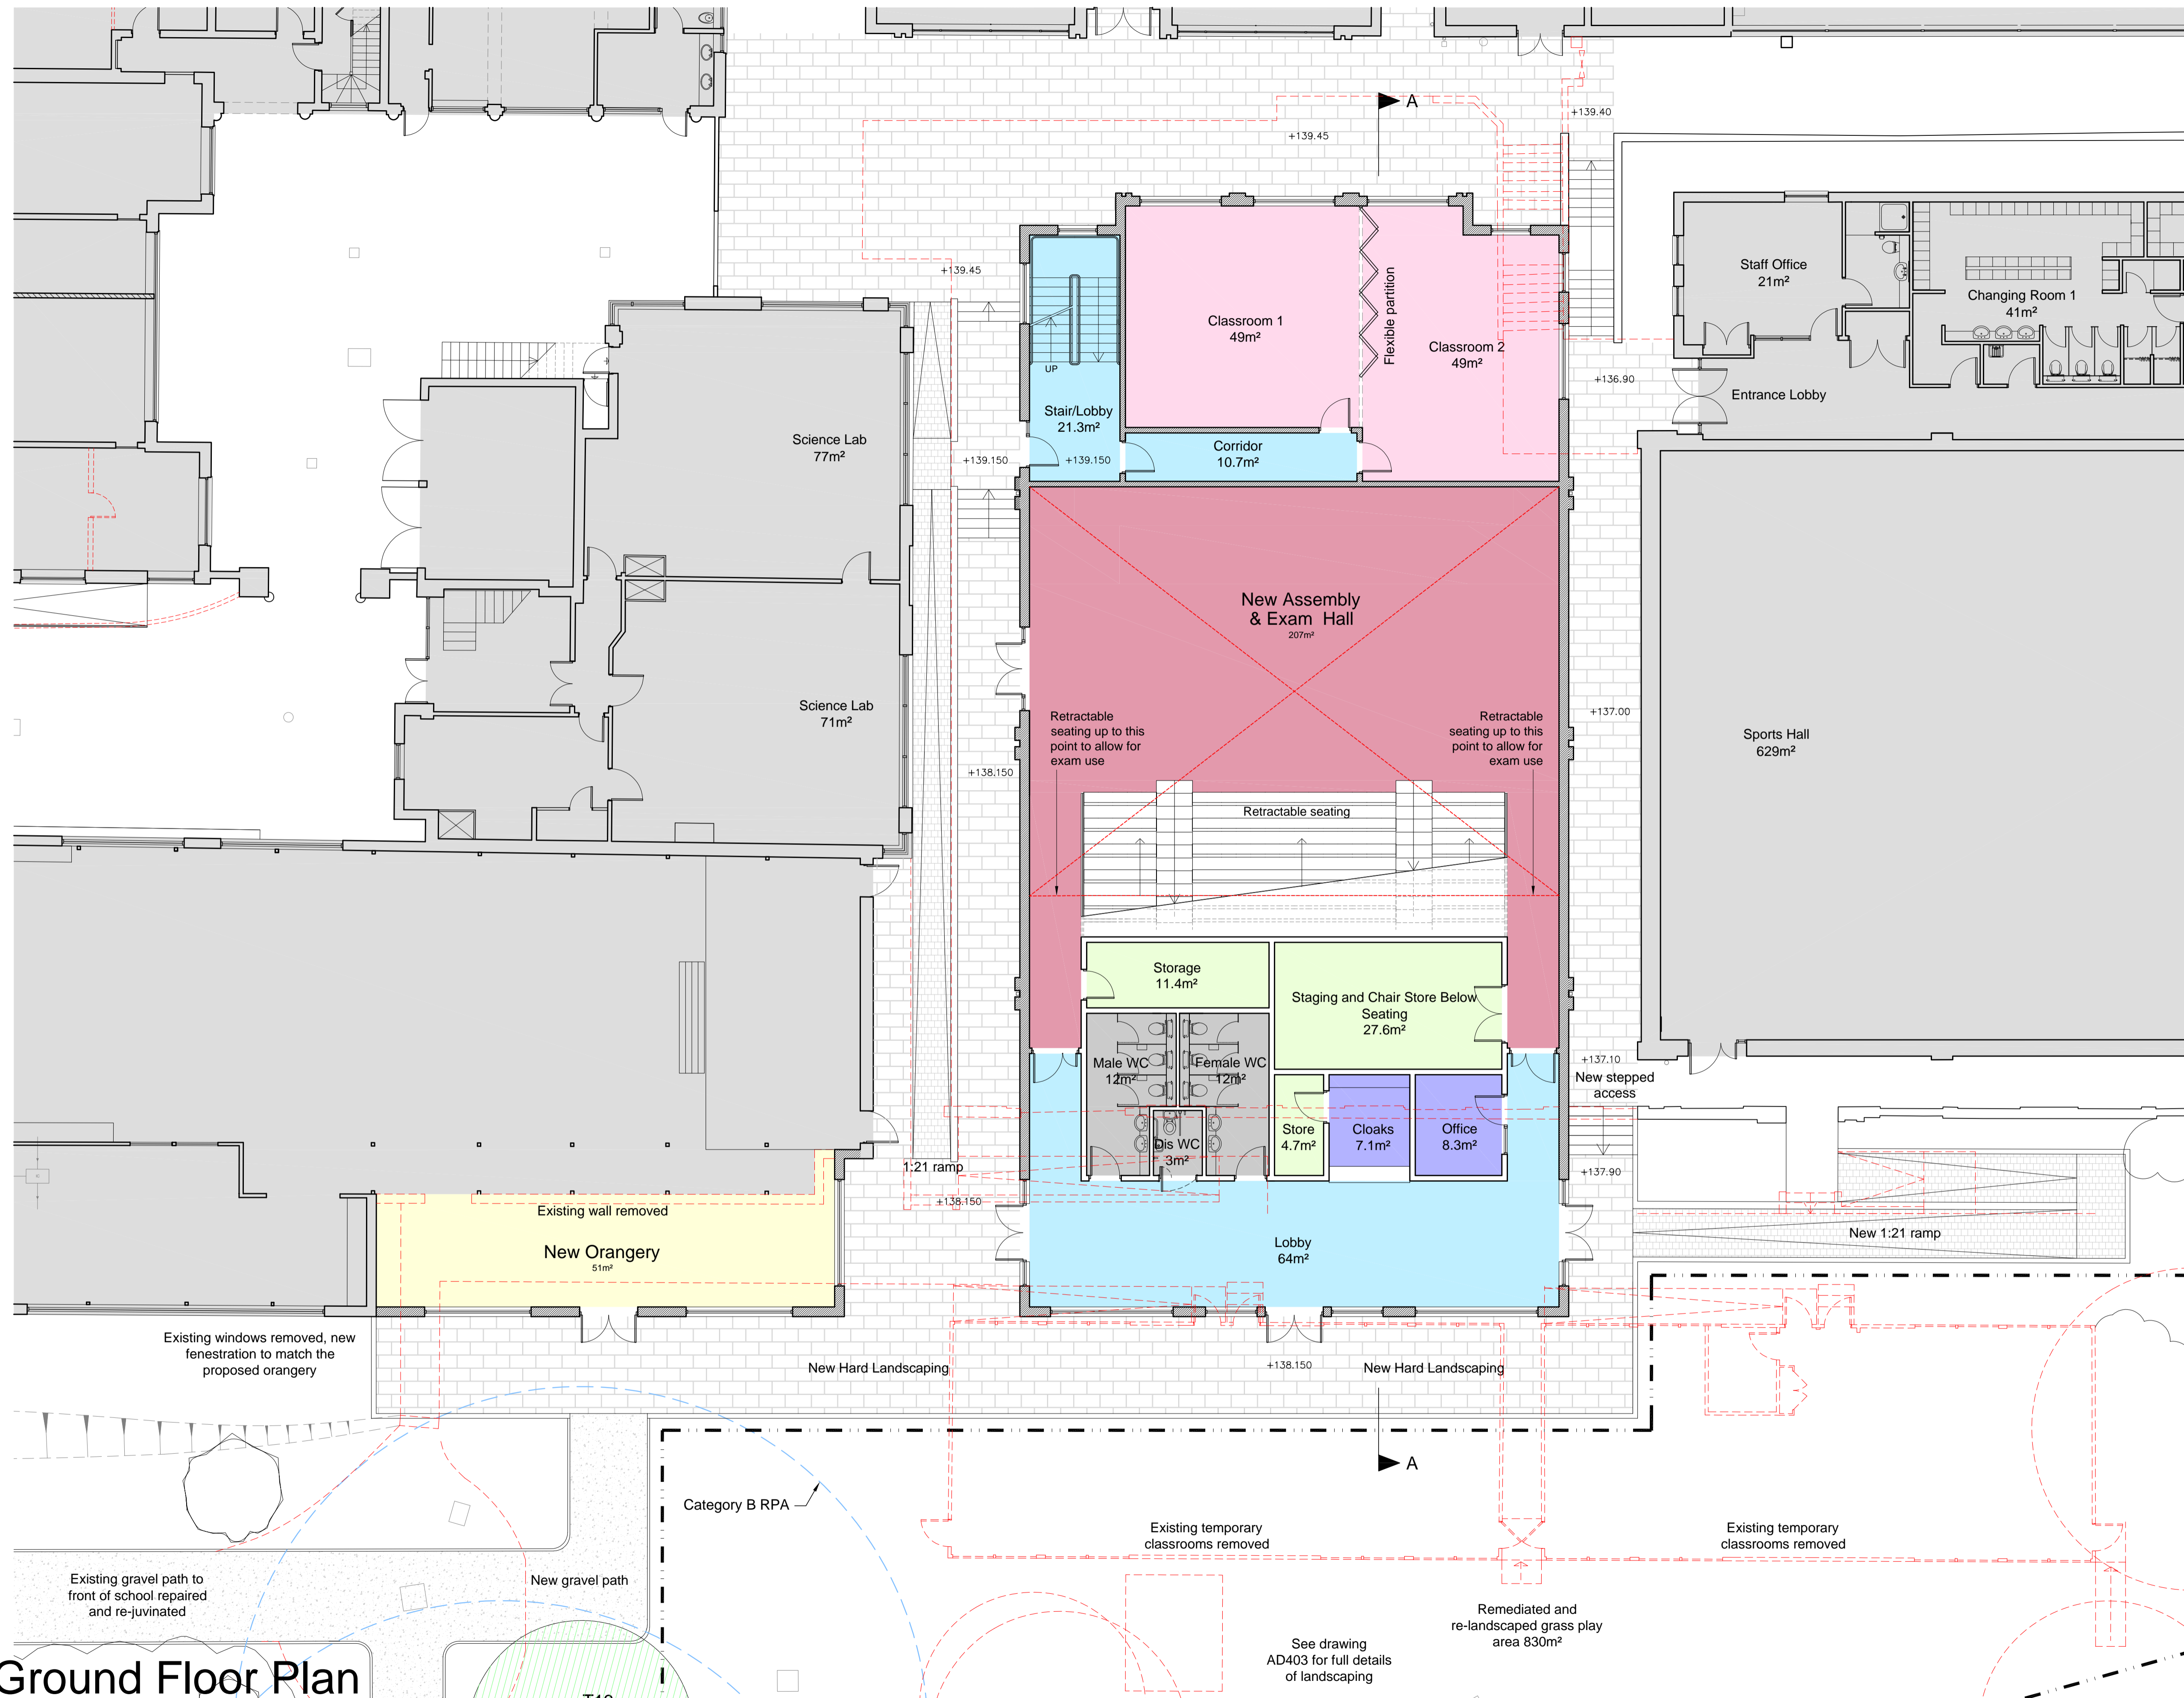 A
+139.40
+139.45
Staff Office
21m²
Changing Room 1
41m²
+139.45
Classroom 1
49m²
Flexible partition
Classroom 2
49m²
UP
+136.90
Entrance Lobby
Stair/Lobby
21.3m²
Science Lab
77m²
Corridor
10.7m²
+139.150
+139.150
New Assembly
& Exam Hall
207m²
Science Lab
71m²
Retractable
seating up to this
point to allow for
exam use
Retractable
seating up to this
point to allow for
exam use
+137.00
Sports Hall
629m²
+138.150
Retractable seating
Storage
11.4m²
Staging and Chair Store Below
Seating
27.6m²
Male WC
12m²
Female WC
12m²
+137.10
New stepped
access
Store
4.7m²
Cloaks
7.1m²
Office
8.3m²
Dis WC
3m²
1:21 ramp
+137.90
+138.150
Existing wall removed
New Orangery
51m²
Lobby
64m²
New 1:21 ramp
Existing windows removed, new
fenestration to match the
proposed orangery
New Hard Landscaping
+138.150
New Hard Landscaping
A
Category B RPA
Existing temporary
classrooms removed
Existing temporary
classrooms removed
Existing gravel path to
front of school repaired
and re-juvinated
New gravel path
Remediated and
re-landscaped grass play
area 830m²
See drawing
AD403 for full details
of landscaping
Ground Floor Plan